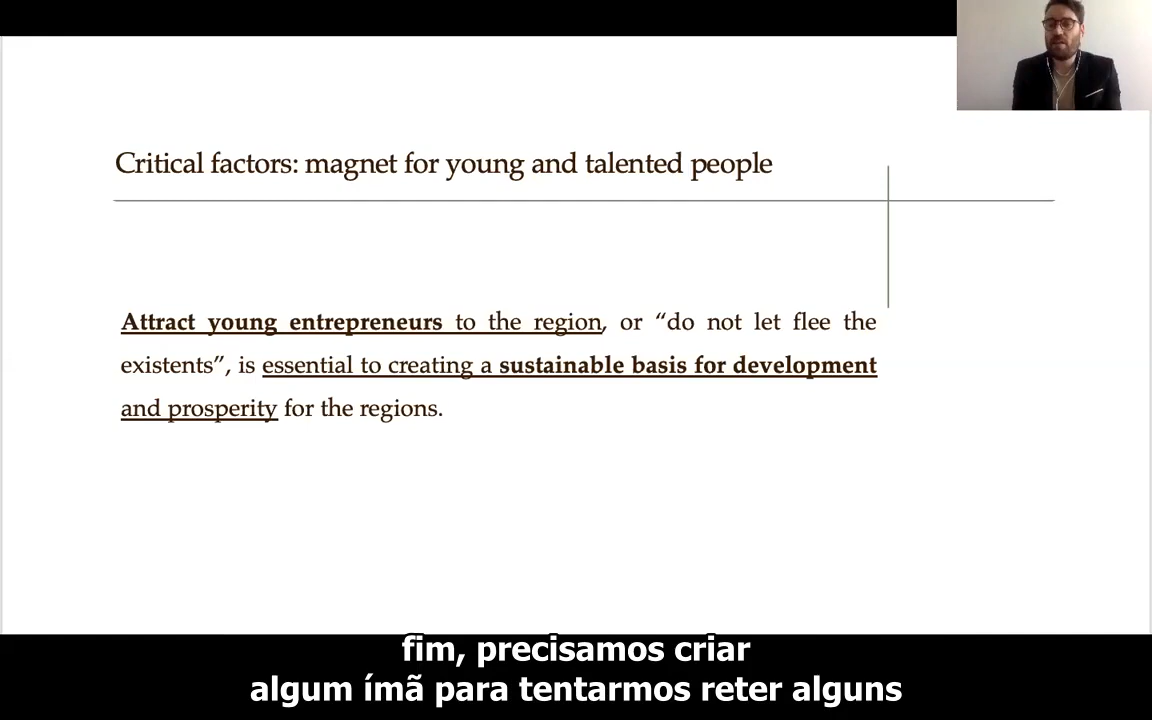 Critical factors: magnet for young and talented people
Attract young entrepreneurs to the region, or “do not let flee the
existents”, is essential to creating a sustainable basis for development
and prosperity for the regions.
fim, precisamos criar
algum ímã para tentarmos reter alguns